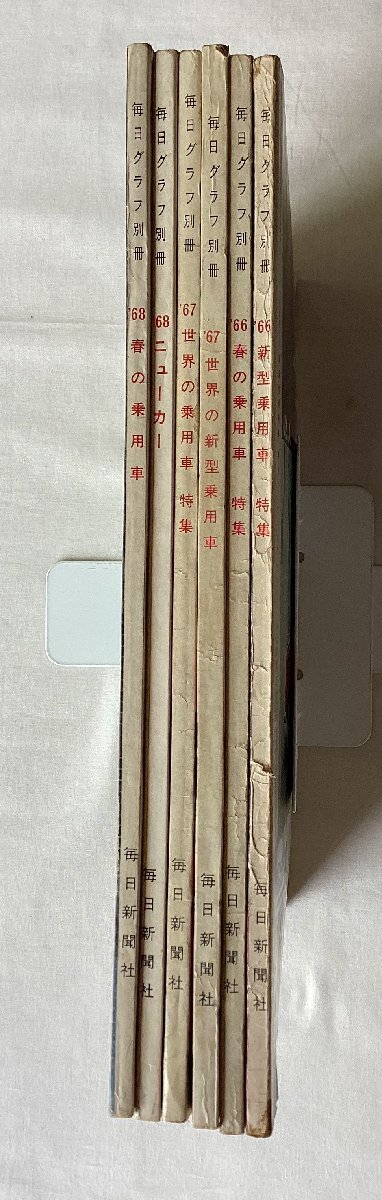 毎日グラフ別冊 '66 新型乗用車 特集 毎日新聞社
毎日グラフ別冊 '66 春の乗用車 特集 毎日新聞社
毎日グラフ別冊 '67 世界の新型乗用車 毎日新聞社
毎日グラフ別冊 '67 世界の乗用車 特集 毎日新聞社
毎日グラフ別冊 '68 ニューカー 毎日新聞社
毎日グラフ別冊 '68 春の乗用車 毎日新聞社